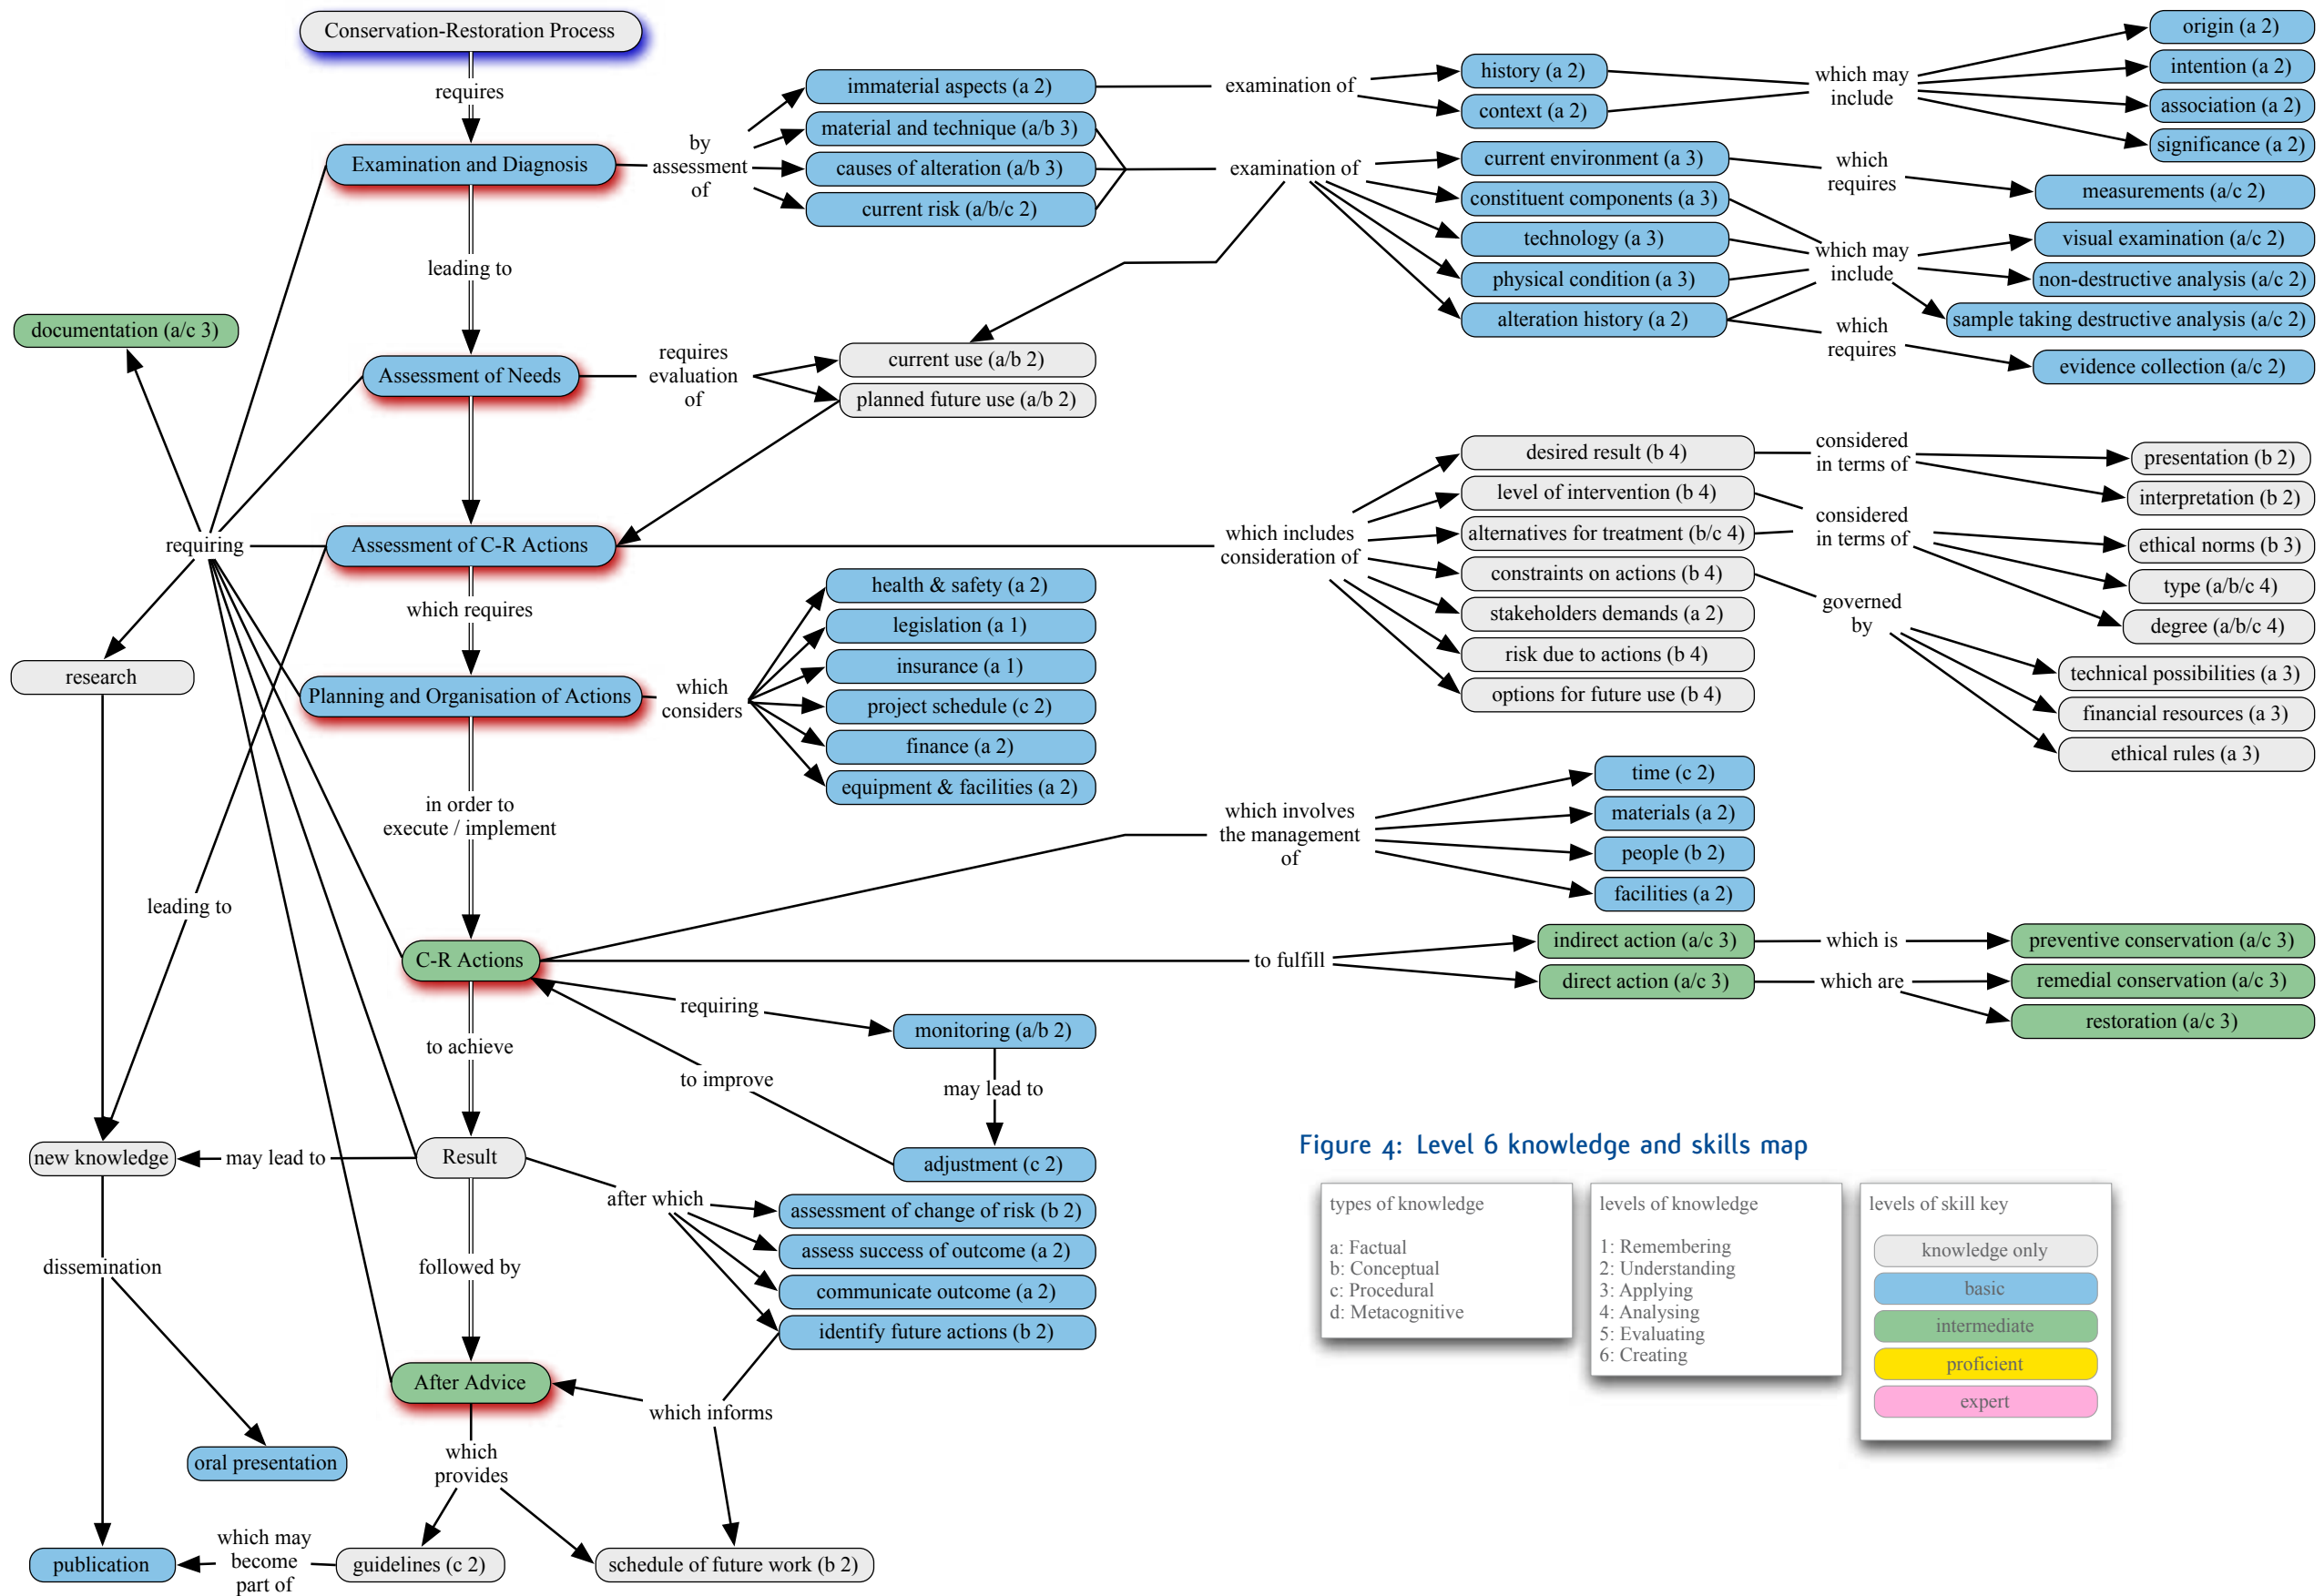 Conservation-Restoration Process
requires
Examination and Diagnosis
by
assessment
of
immaterial aspects (a 2)
material and technique (a/b 3)
causes of alteration (a/b 3)
current risk (a/b/c 2)
examination of
history (a 2)
context (a 2)
which may
include
origin (a 2)
intention (a 2)
association (a 2)
significance (a 2)
examination of
current environment (a 3)
constituent components (a 3)
technology (a 3)
physical condition (a 3)
alteration history (a 2)
which
requires
measurements (a/c 2)
which may
include
visual examination (a/c 2)
non-destructive analysis (a/c 2)
sample taking destructive analysis (a/c 2)
which
requires
evidence collection (a/c 2)
leading to
documentation (a/c 3)
Assessment of Needs
requires
evaluation
of
current use (a/b 2)
planned future use (a/b 2)
requiring
Assessment of C-R Actions
which includes
consideration of
desired result (b 4)
level of intervention (b 4)
alternatives for treatment (b/c 4)
constraints on actions (b 4)
stakeholders demands (a 2)
risk due to actions (b 4)
options for future use (b 4)
considered
in terms of
presentation (b 2)
interpretation (b 2)
considered
in terms of
ethical norms (b 3)
type (a/b/c 4)
degree (a/b/c 4)
governed
by
technical possibilities (a 3)
financial resources (a 3)
ethical rules (a 3)
which requires
research
Planning and Organisation of Actions
which
considers
health & safety (a 2)
legislation (a 1)
insurance (a 1)
project schedule (c 2)
finance (a 2)
equipment & facilities (a 2)
in order to
execute / implement
leading to
which involves
the management
of
time (c 2)
materials (a 2)
people (b 2)
facilities (a 2)
C-R Actions
to fulfill
indirect action (a/c 3)
direct action (a/c 3)
which is
which are
preventive conservation (a/c 3)
remedial conservation (a/c 3)
restoration (a/c 3)
requiring
monitoring (a/b 2)
to achieve
to improve
may lead to
adjustment (c 2)
new knowledge
may lead to
Result
after which
assessment of change of risk (b 2)
assess success of outcome (a 2)
communicate outcome (a 2)
identify future actions (b 2)
dissemination
followed by
After Advice
which informs
oral presentation
which
provides
publication
which may
become
part of
guidelines (c 2)
schedule of future work (b 2)
Figure 4: Level 6 knowledge and skills map
types of knowledge
a: Factual
b: Conceptual
c: Procedural
d: Metacognitive
levels of knowledge
1: Remembering
2: Understanding
3: Applying
4: Analysing
5: Evaluating
6: Creating
levels of skill key
knowledge only
basic
intermediate
proficient
expert